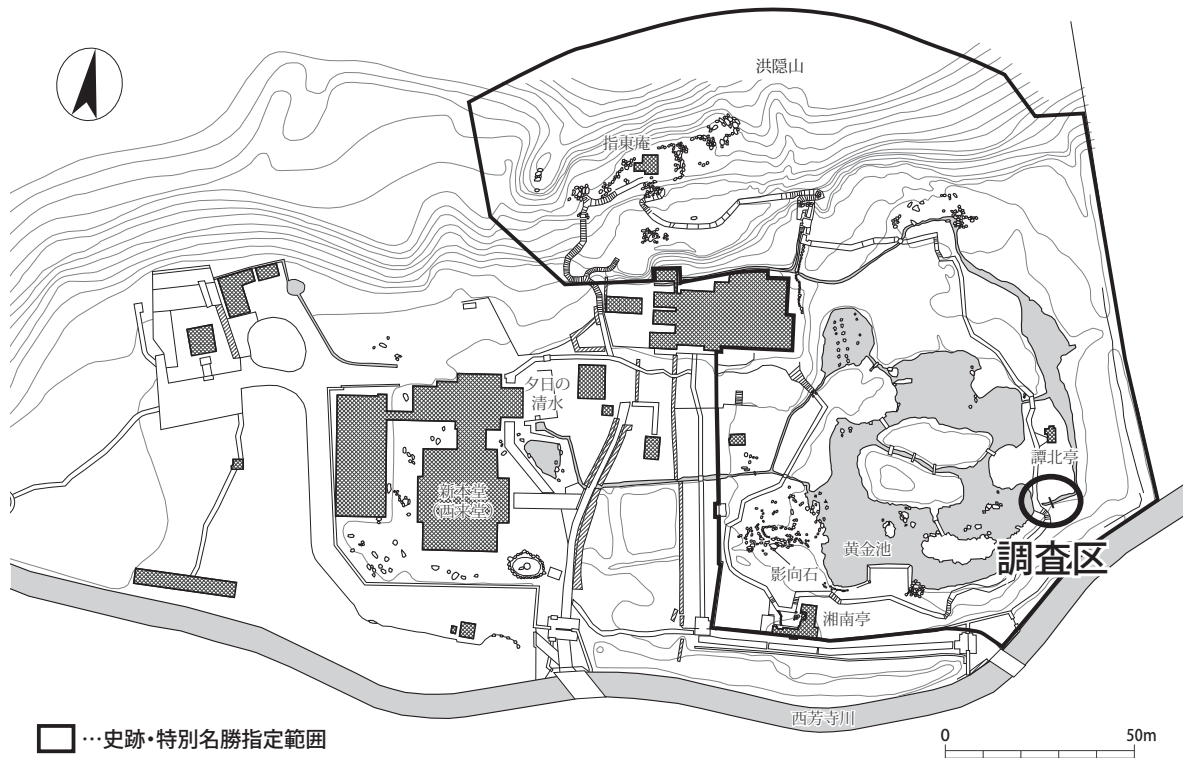 洪隠山
指東庵
夕日の
清水
新本堂
(西来堂)
譚北亭
調査区
黄金池
影向石
湘南亭
西芳寺川
…史跡・特別名勝指定範囲
0 50m